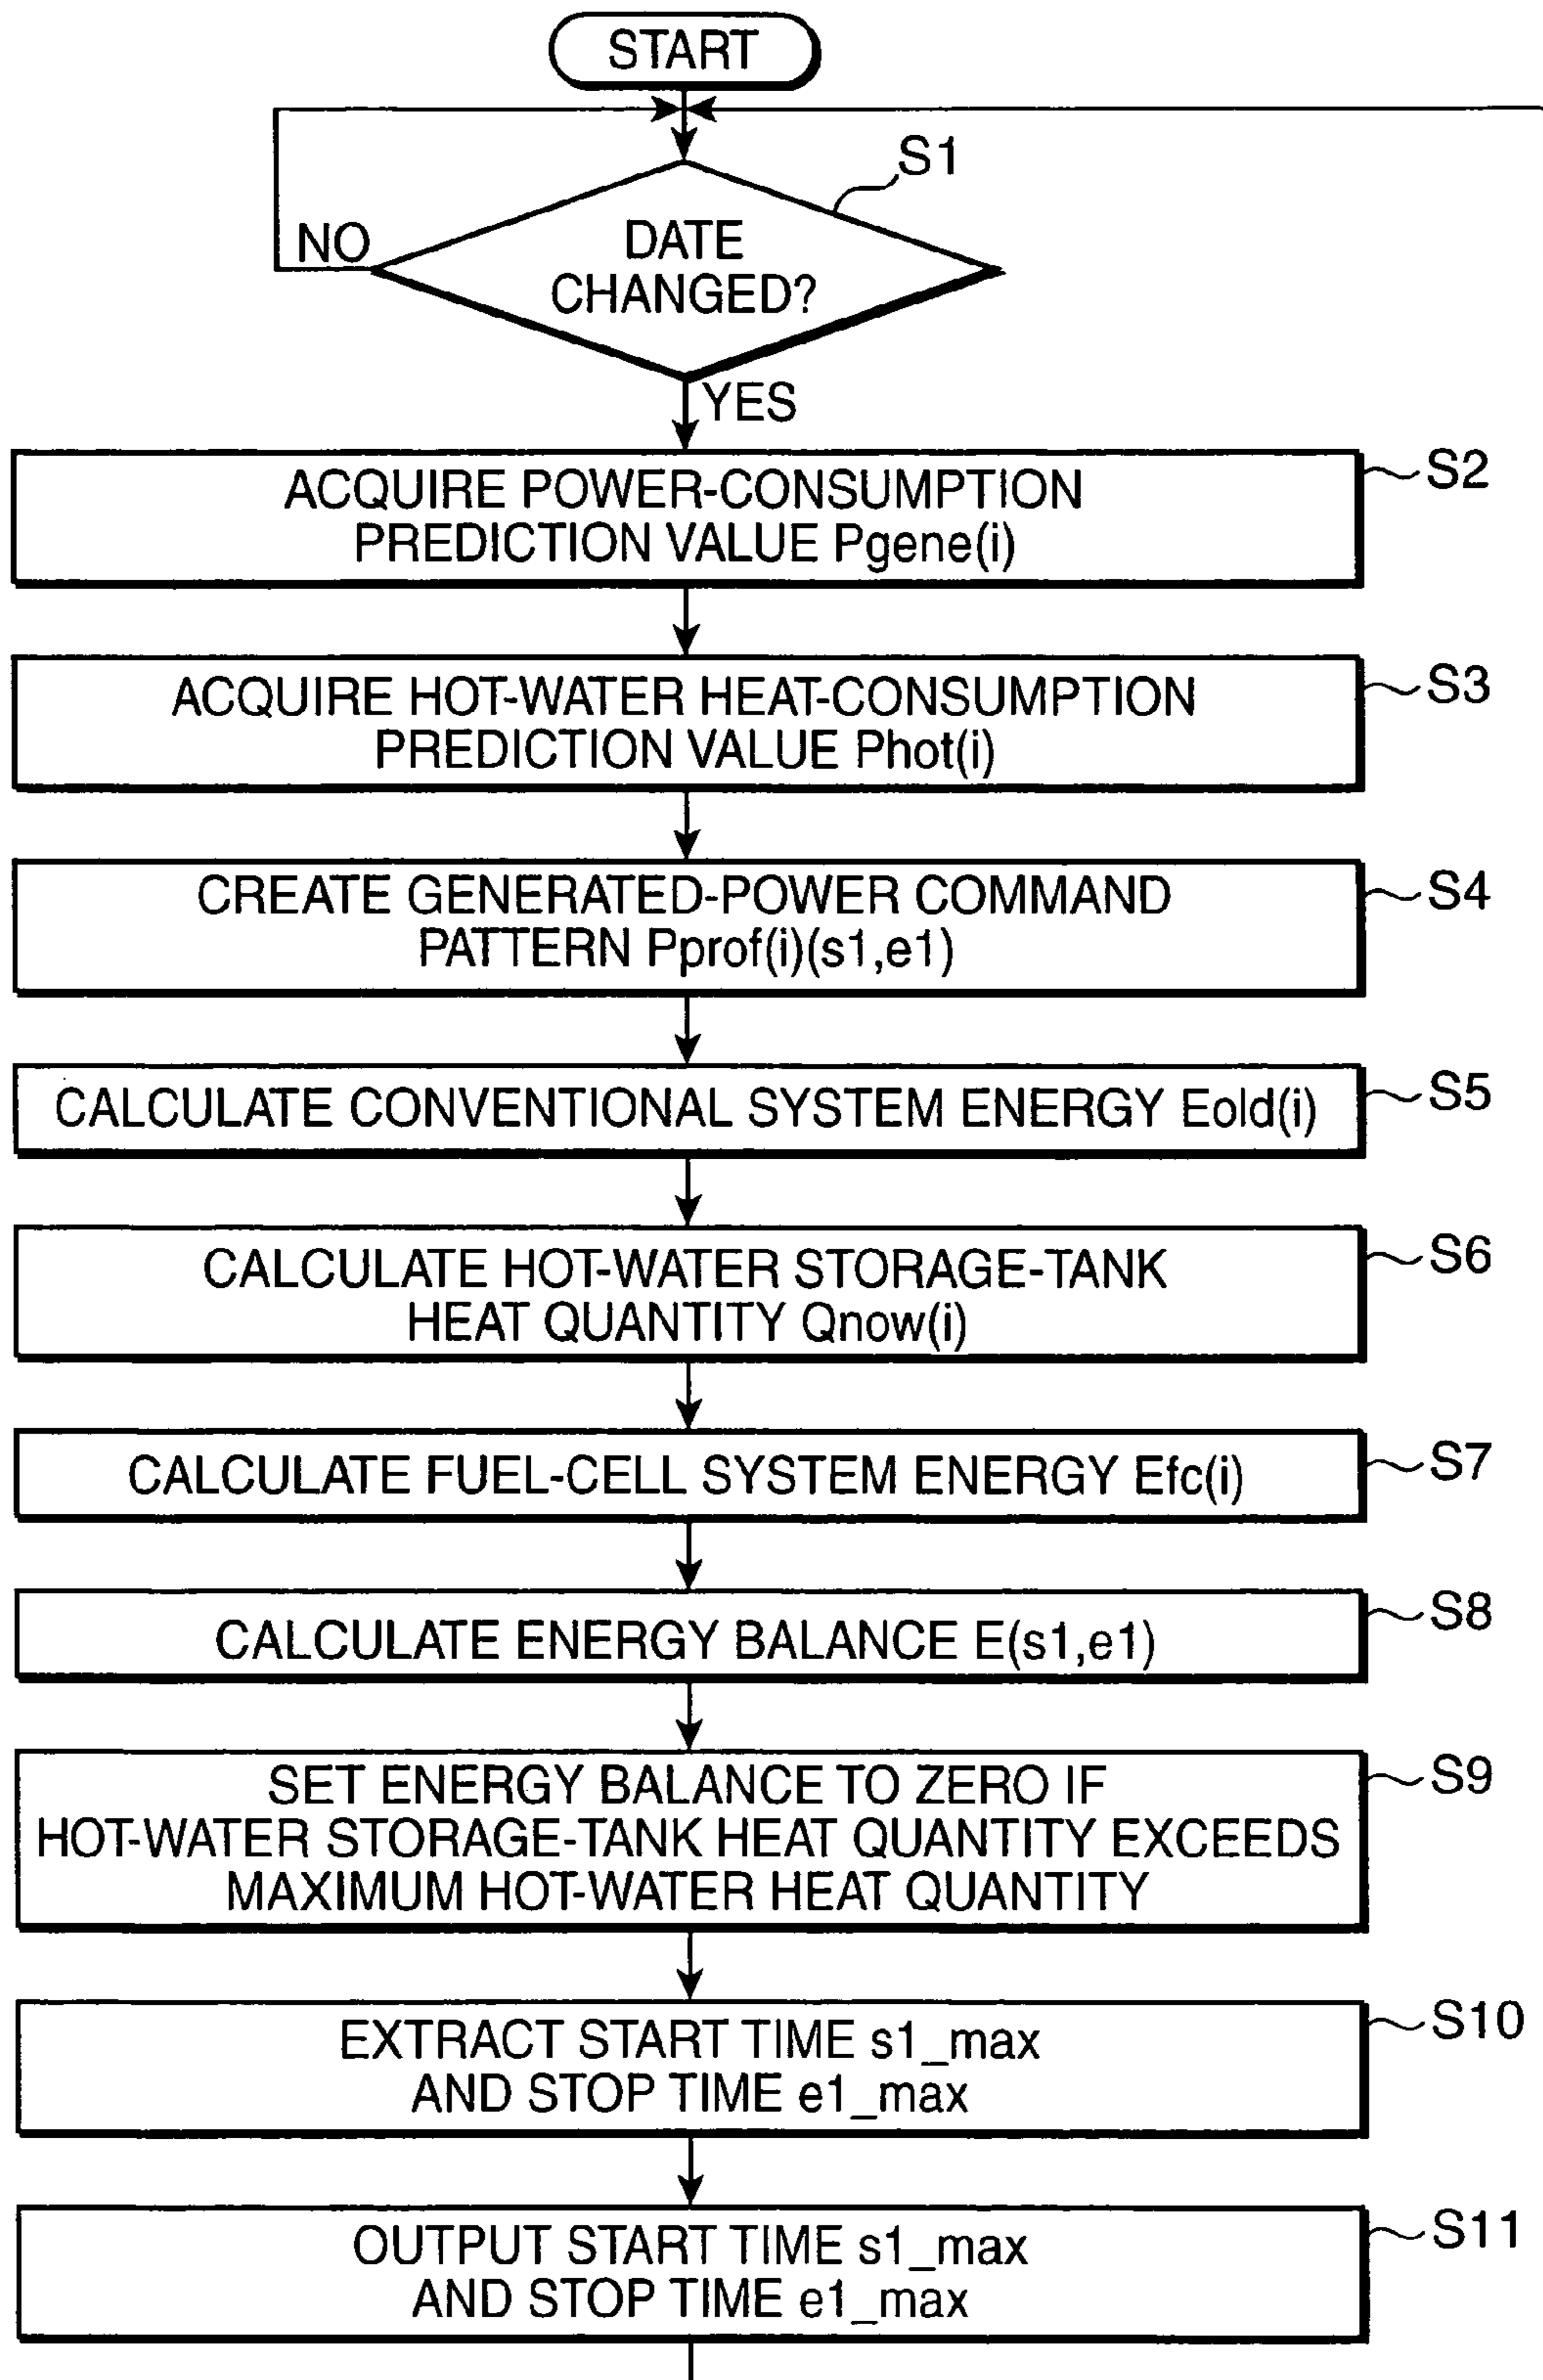 START
S1
NO
DATE
CHANGED?
YES
S2
ACQUIRE POWER-CONSUMPTION
PREDICTION VALUE Pgene(i)
S3
ACQUIRE HOT-WATER HEAT-CONSUMPTION
PREDICTION VALUE Phot(i)
S4
CREATE GENERATED-POWER COMMAND
PATTERN Pprof(i)(s1,e1)
S5
CALCULATE CONVENTIONAL SYSTEM ENERGY Eold(i)
S6
CALCULATE HOT-WATER STORAGE-TANK
HEAT QUANTITY Qnow(i)
S7
CALCULATE FUEL-CELL SYSTEM ENERGY Efc(i)
S8
CALCULATE ENERGY BALANCE E(s1,e1)
S9
SET ENERGY BALANCE TO ZERO IF
HOT-WATER STORAGE-TANK HEAT QUANTITY EXCEEDS
MAXIMUM HOT-WATER HEAT QUANTITY
S10
EXTRACT START TIME s1_max
AND STOP TIME e1_max
S11
OUTPUT START TIME s1_max
AND STOP TIME e1_max